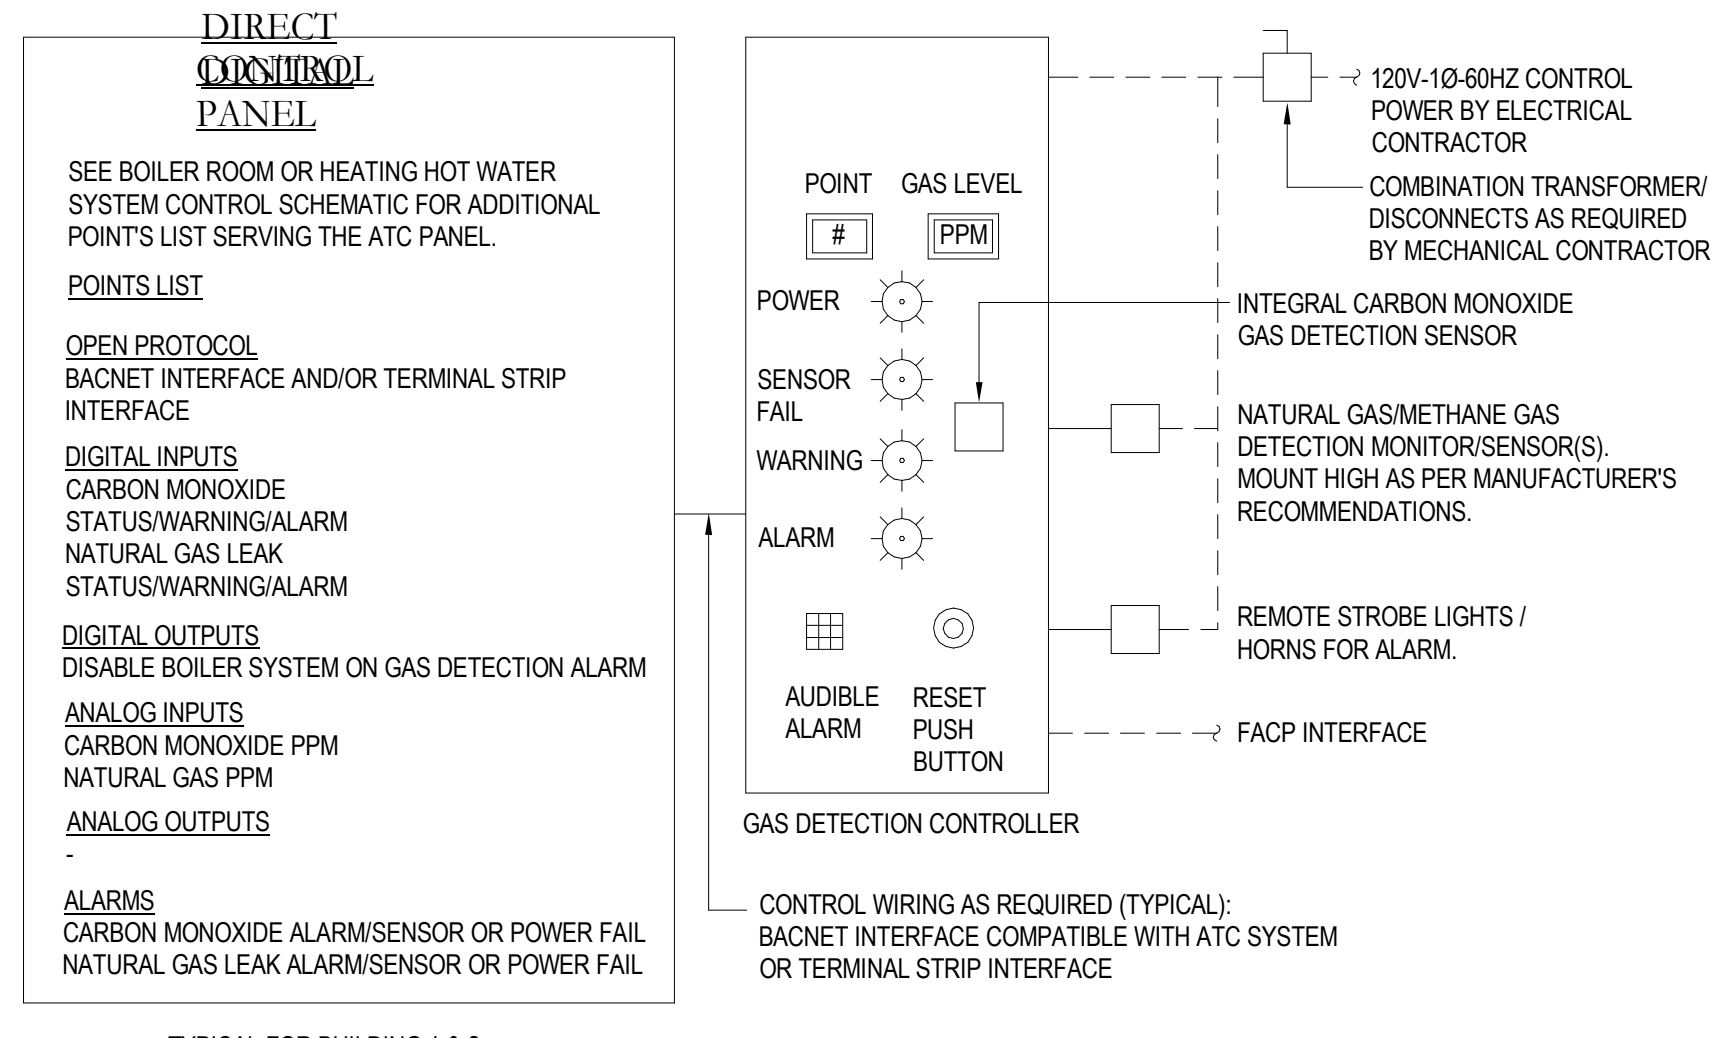 DIRECT
DIGITAL
CONTROL
PANEL
SEE BOILER ROOM OR HEATING HOT WATER
SYSTEM CONTROL SCHEMATIC FOR ADDITIONAL
POINT'S LIST SERVING THE ATC PANEL.
POINTS LIST
OPEN PROTOCOL
BACNET INTERFACE AND/OR TERMINAL STRIP
INTERFACE
DIGITAL INPUTS
CARBON MONOXIDE
STATUS/WARNING/ALARM
NATURAL GAS LEAK
STATUS/WARNING/ALARM
DIGITAL OUTPUTS
DISABLE BOILER SYSTEM ON GAS DETECTION ALARM
ANALOG INPUTS
CARBON MONOXIDE PPM
NATURAL GAS PPM
ANALOG OUTPUTS
-
ALARMS
CARBON MONOXIDE ALARM/SENSOR OR POWER FAIL
NATURAL GAS LEAK ALARM/SENSOR OR POWER FAIL
POINT GAS LEVEL
# PPM
POWER
SENSOR
FAIL
WARNING
ALARM
AUDIBLE
ALARM
RESET
PUSH
BUTTON
GAS DETECTION CONTROLLER
CONTROL WIRING AS REQUIRED (TYPICAL):
BACNET INTERFACE COMPATIBLE WITH ATC SYSTEM
OR TERMINAL STRIP INTERFACE
120V-1Ø-60HZ CONTROL
POWER BY ELECTRICAL
CONTRACTOR
COMBINATION TRANSFORMER/
DISCONNECTS AS REQUIRED
BY MECHANICAL CONTRACTOR
INTEGRAL CARBON MONOXIDE
GAS DETECTION SENSOR
NATURAL GAS/METHANE GAS
DETECTION MONITOR/SENSOR(S).
MOUNT HIGH AS PER MANUFACTURER'S
RECOMMENDATIONS.
REMOTE STROBE LIGHTS /
HORNS FOR ALARM.
FACP INTERFACE
TYPICAL FOR BUILDING